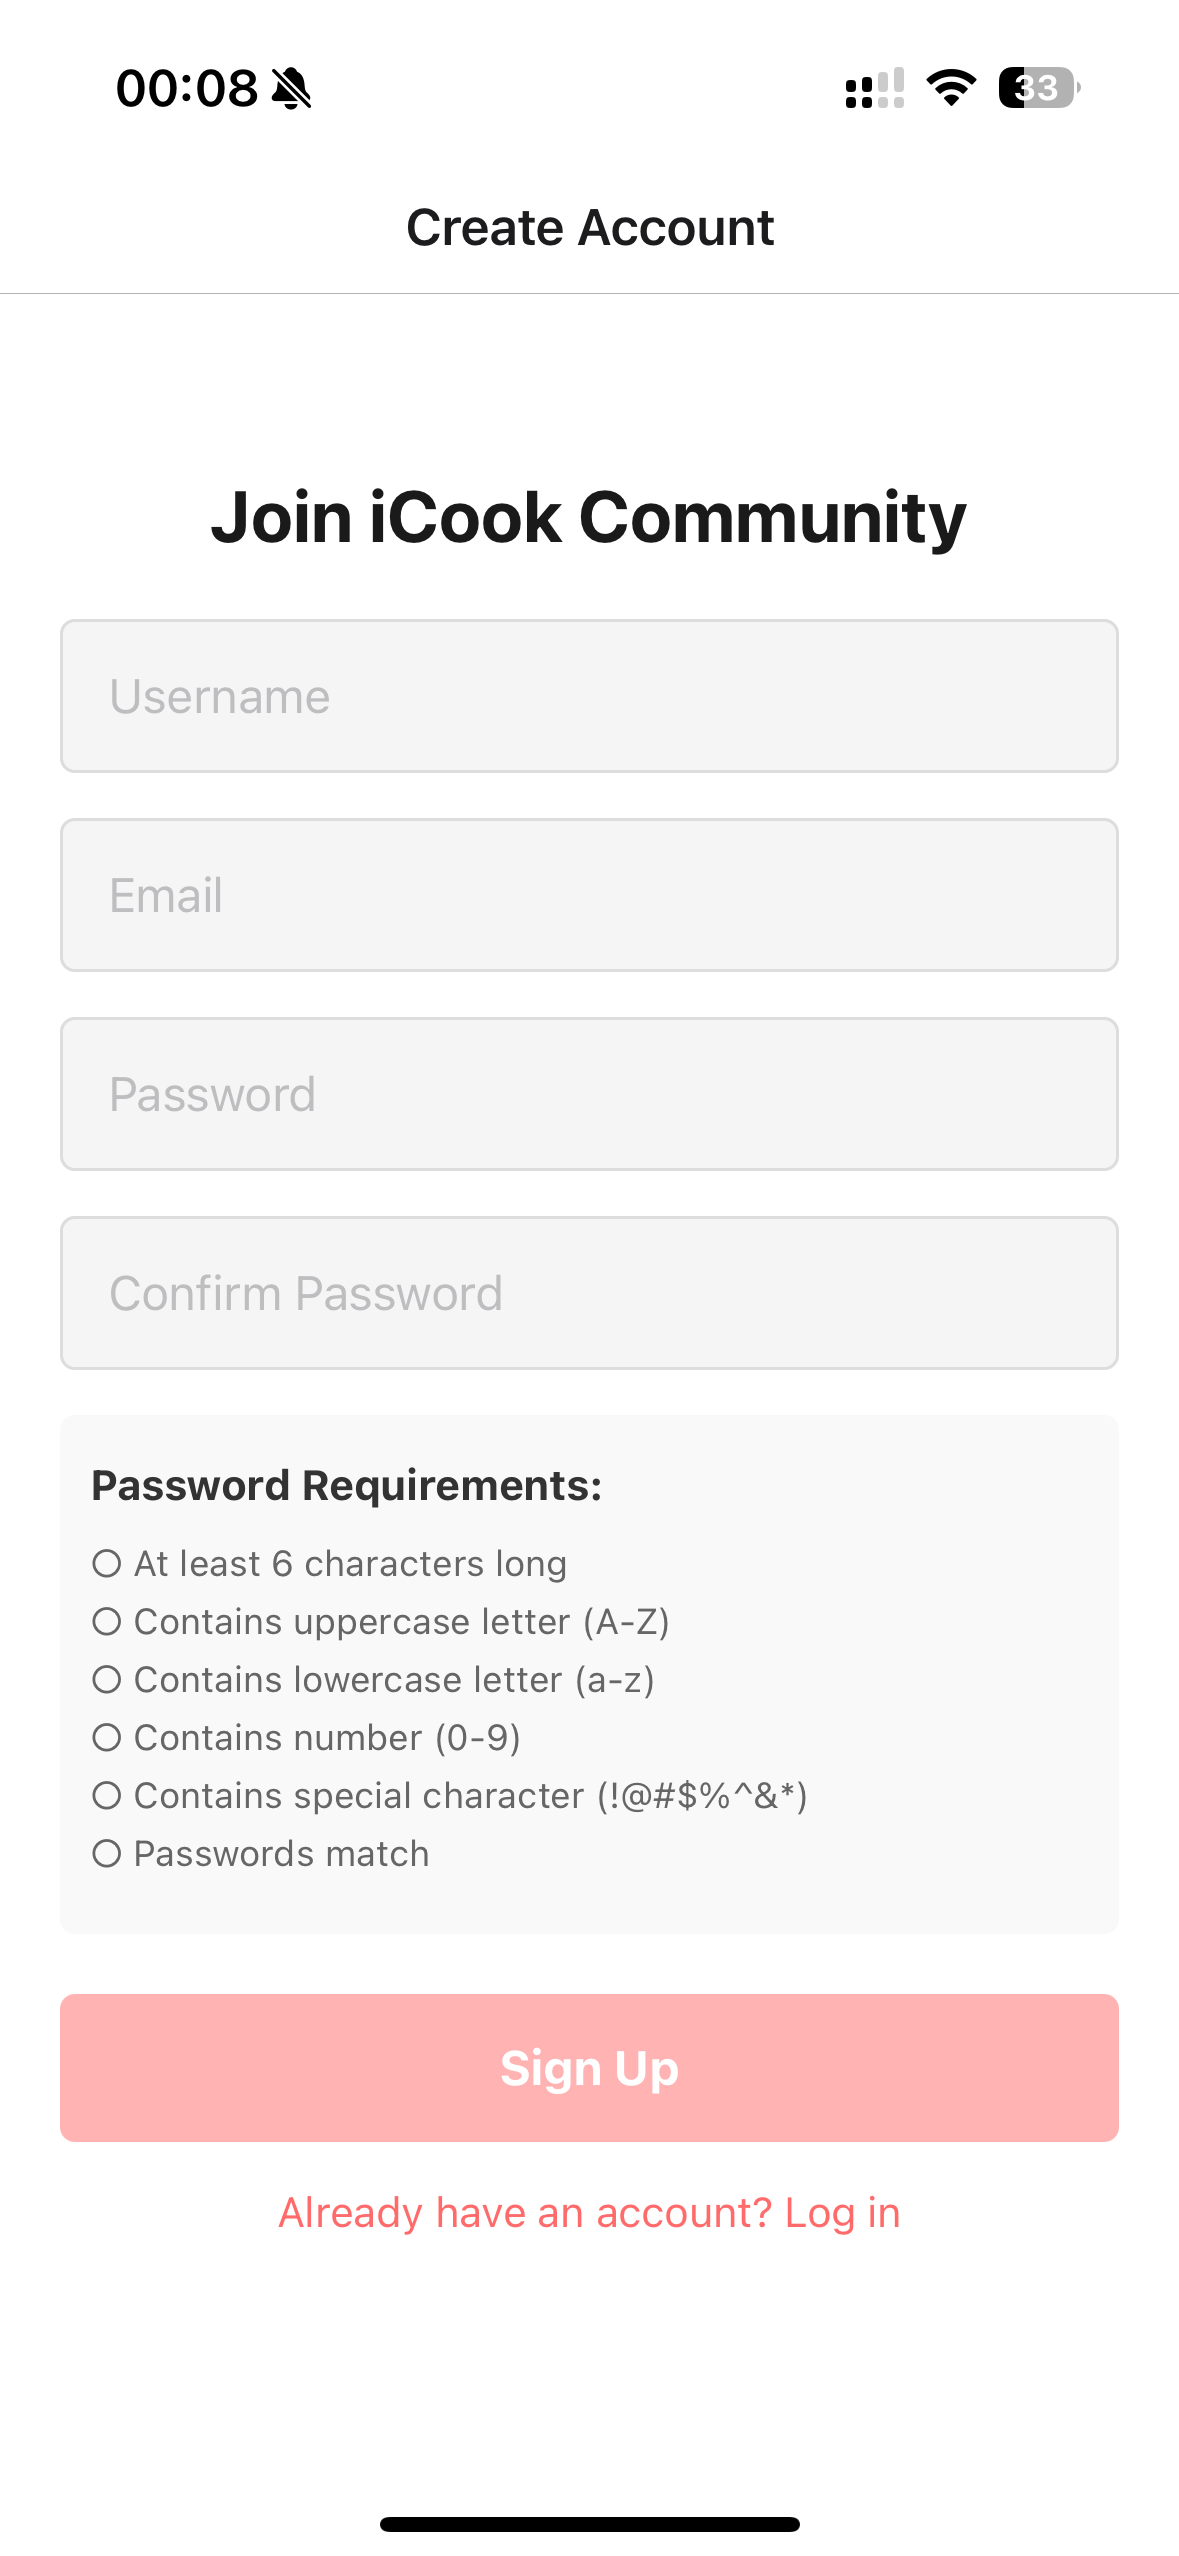 00:08
33
Create Account
Join iCook Community
Username
Email
Password
Confirm Password
Password Requirements:
○ At least 6 characters long
○ Contains uppercase letter (A-Z)
○ Contains lowercase letter (a-z)
○ Contains number (0-9)
○ Contains special character (!@#$%^&*)
○ Passwords match
Sign Up
Already have an account? Log in